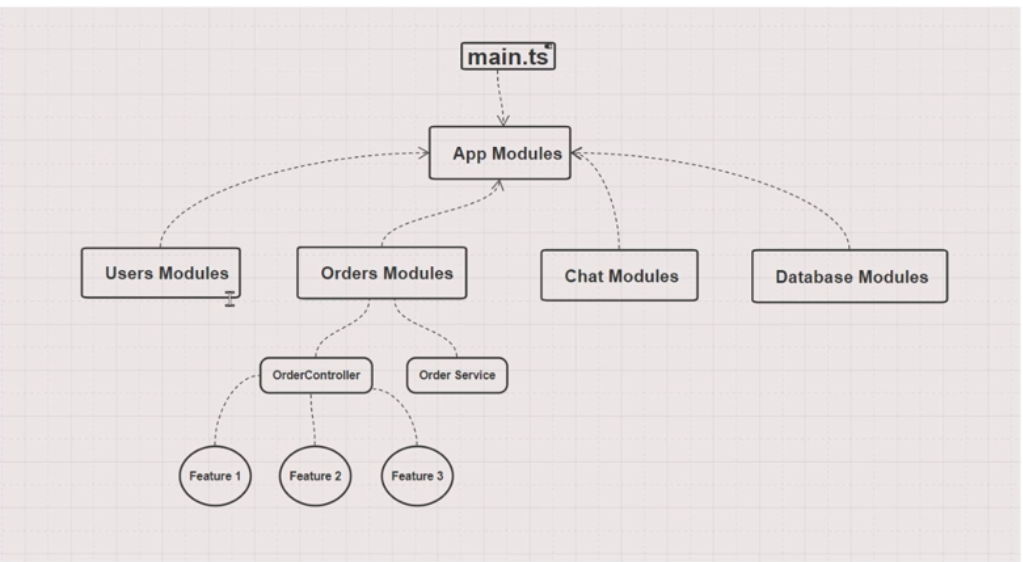 main.ts
App Modules
Users Modules
Orders Modules
Chat Modules
Database Modules
OrderController
Order Service
Feature 1
Feature 2
Feature 3